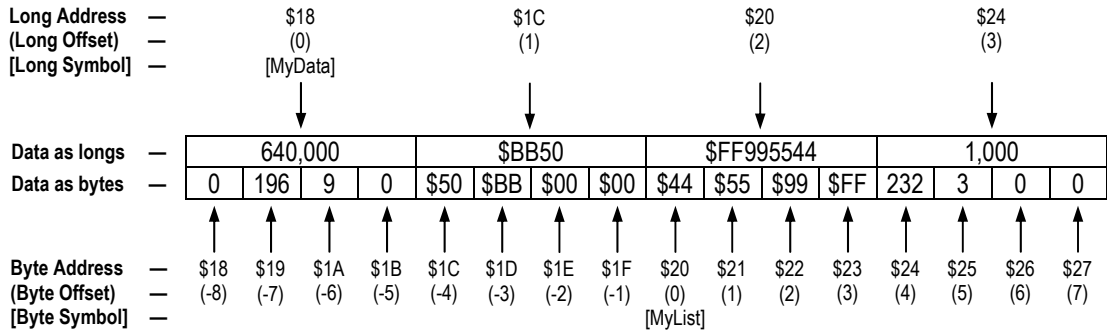 Long Address — $18 $1C $20 $24
(Long Offset) — (0) (1) (2) (3)
[Long Symbol] — [MyData]
Data as longs — 640,000 $BB50 $FF995544 1,000
Data as bytes — 0 196 9 0 $50 $BB $00 $00 $44 $55 $99 $FF 232 3 0 0
Byte Address — $18 $19 $1A $1B $1C $1D $1E $1F $20 $21 $22 $23 $24 $25 $26 $27
(Byte Offset) — (-8) (-7) (-6) (-5) (-4) (-3) (-2) (-1) (0) (1) (2) (3) (4) (5) (6) (7)
[Byte Symbol] — [MyList]